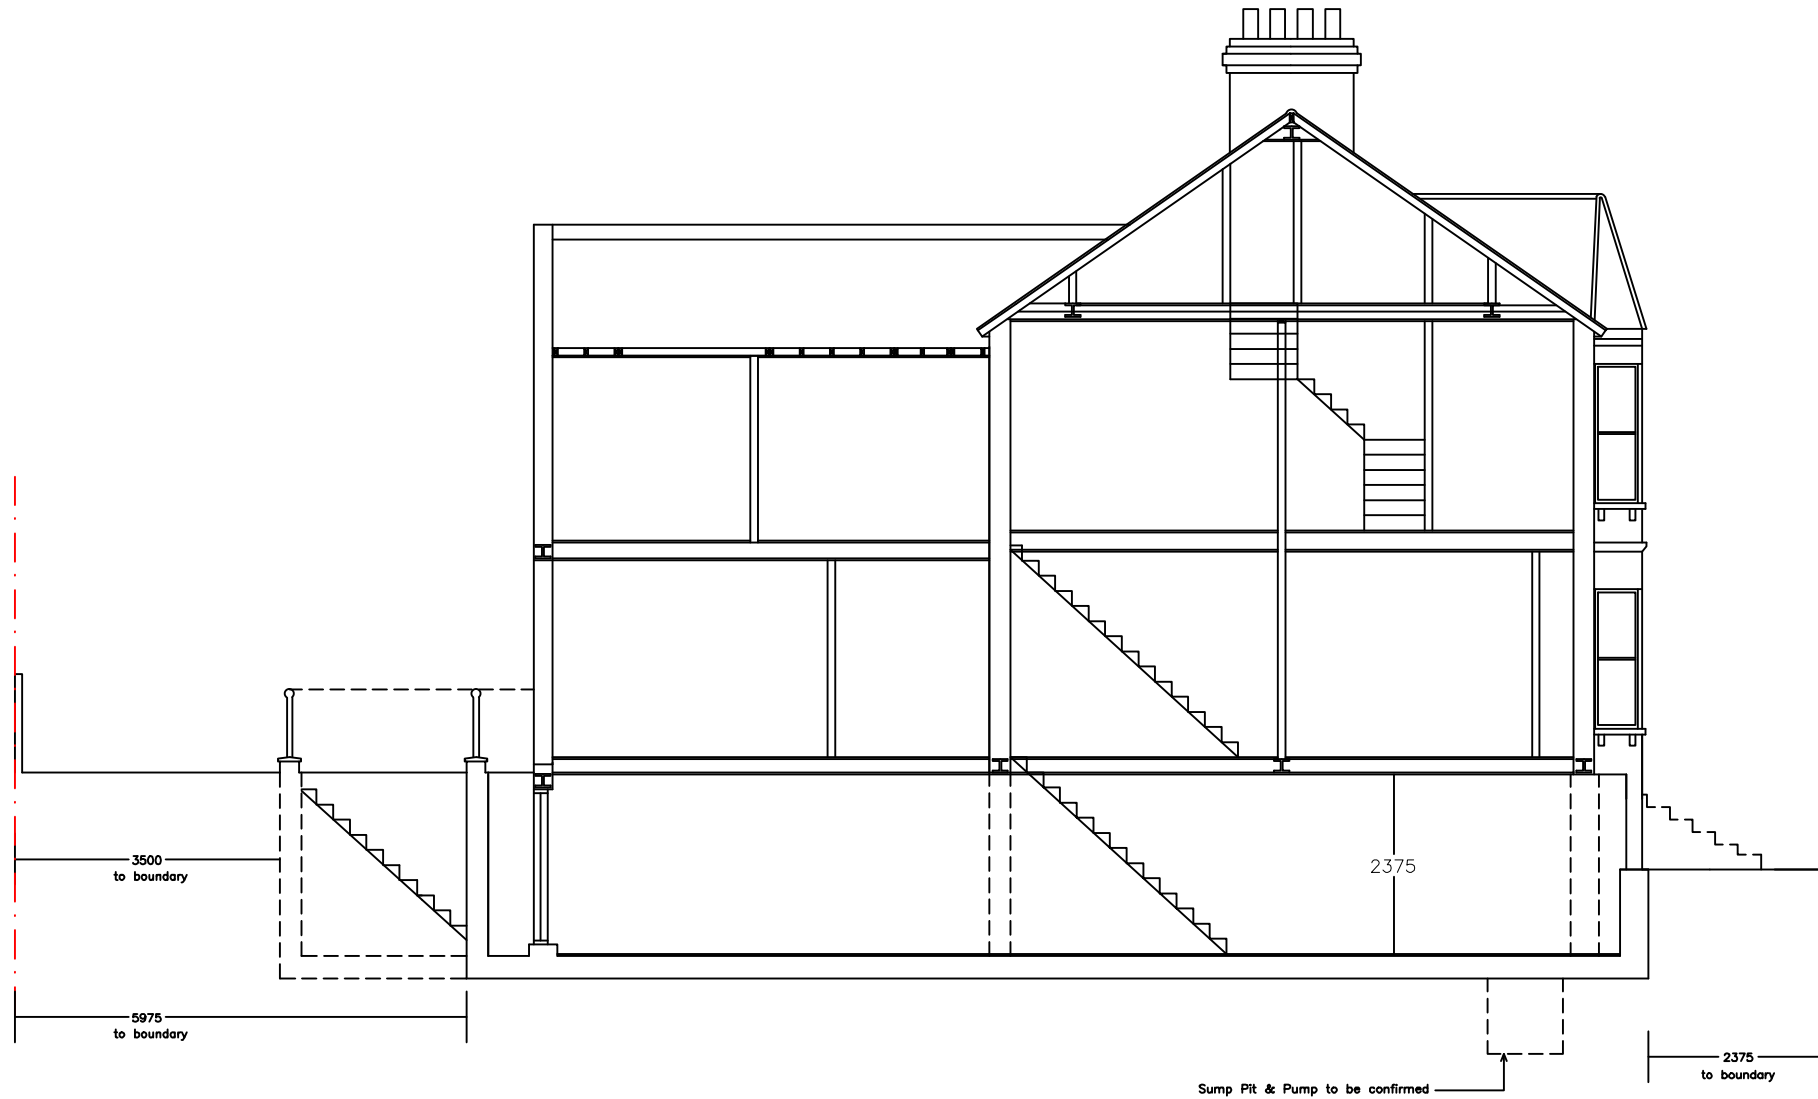 2375
3500
to boundary
5975
to boundary
2375
to boundary
Sump Pit & Pump to be confirmed